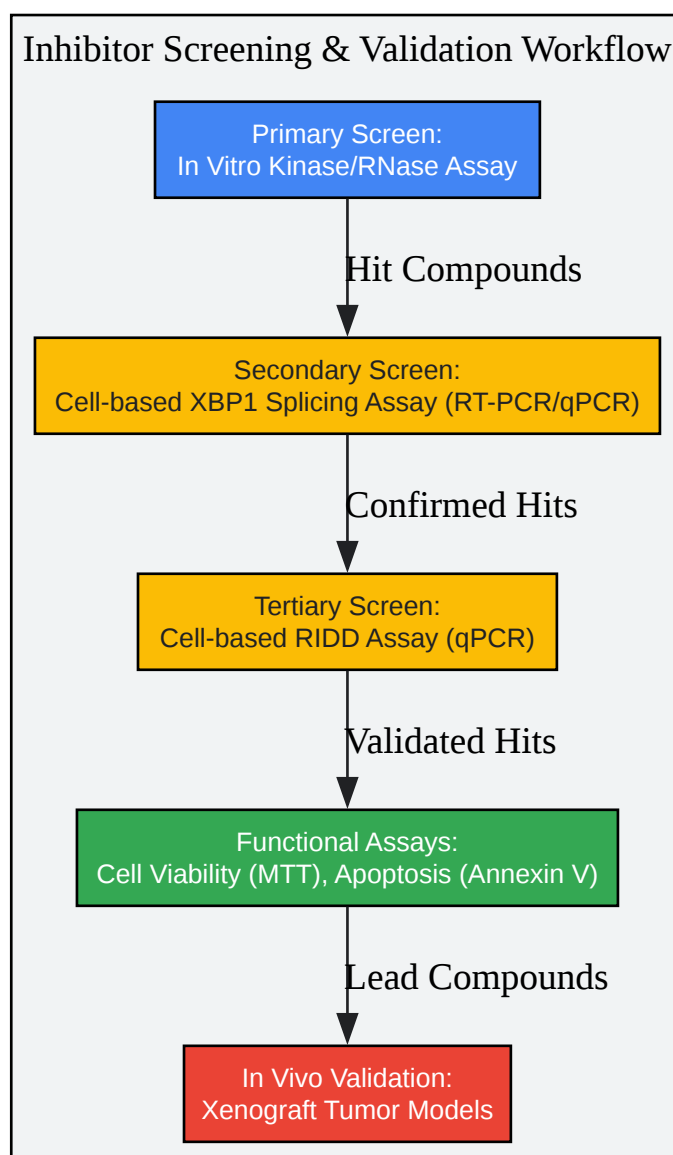 Inhibitor Screening & Validation Workflow
Primary Screen:
In Vitro Kinase/RNase Assay
Hit Compounds
Secondary Screen:
Cell-based XBP1 Splicing Assay (RT-PCR/qPCR)
Confirmed Hits
Tertiary Screen:
Cell-based RIDD Assay (qPCR)
Validated Hits
Functional Assays:
Cell Viability (MTT), Apoptosis (Annexin V)
Lead Compounds
In Vivo Validation:
Xenograft Tumor Models